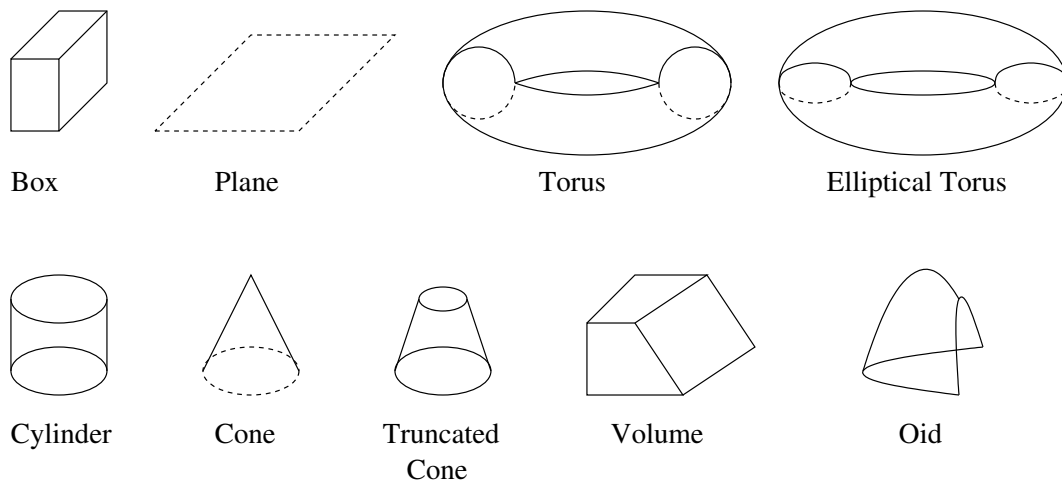 Box
Plane
Torus
Elliptical Torus
Cylinder
Cone
Truncated
Cone
Volume
Oid